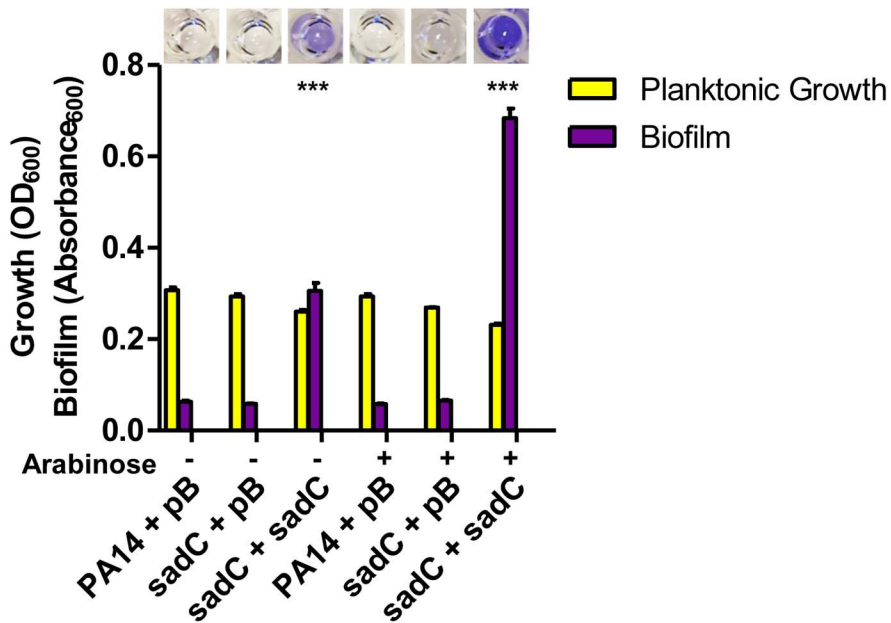 0.8
0.6
0.4
0.2
0.0
Growth (OD600)
Biofilm (Absorbance600)
***
***
Planktonic Growth
Biofilm
Arabinose - - - + + +
PA14 + pB
sadC + pB
sadC + sadC
PA14 + pB
sadC + pB
sadC + sadC